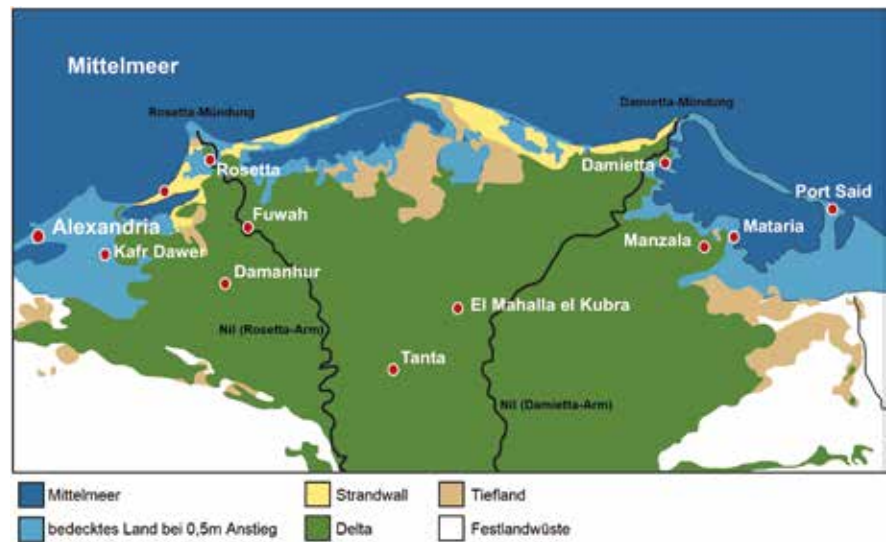 Mittelmeer
Rosetta-Mündung
Damietta-Mündung
Rosetta
Damietta
Port Said
Alexandria
Fuwah
Mataria
Manzala
Kafr Dawer
Damanhur
El Mahalla el Kubra
Nil (Rosetta-Arm)
Tanta
Nil (Damietta-Arm)
Mittelmeer
Strandwall
Tiefland
bedecktes Land bei 0,5m Anstieg
Delta
Festlandwüste